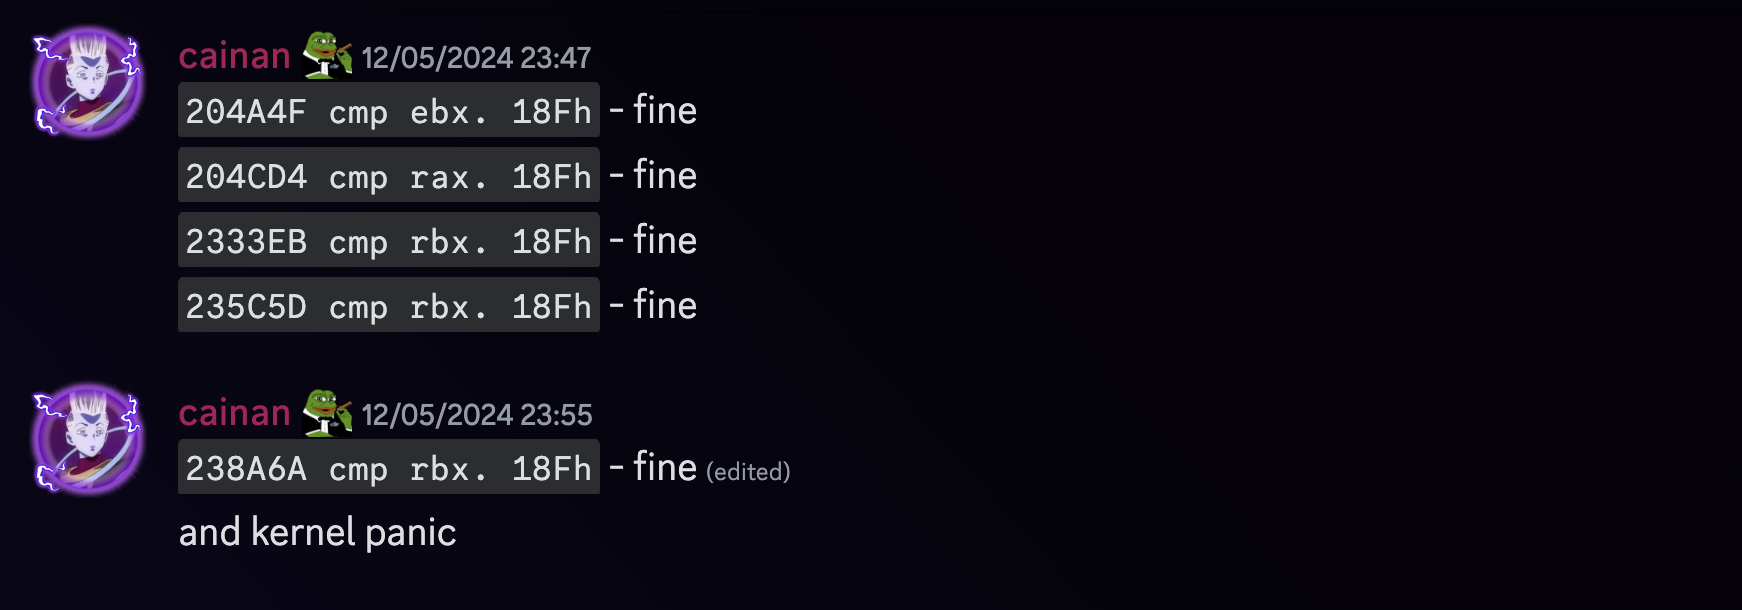 cainan 12/05/2024 23:47
204A4F cmp ebx. 18Fh - fine
204CD4 cmp rax. 18Fh - fine
2333EB cmp rbx. 18Fh - fine
235C5D cmp rbx. 18Fh - fine
cainan 12/05/2024 23:55
238A6A cmp rbx. 18Fh - fine (edited)
and kernel panic